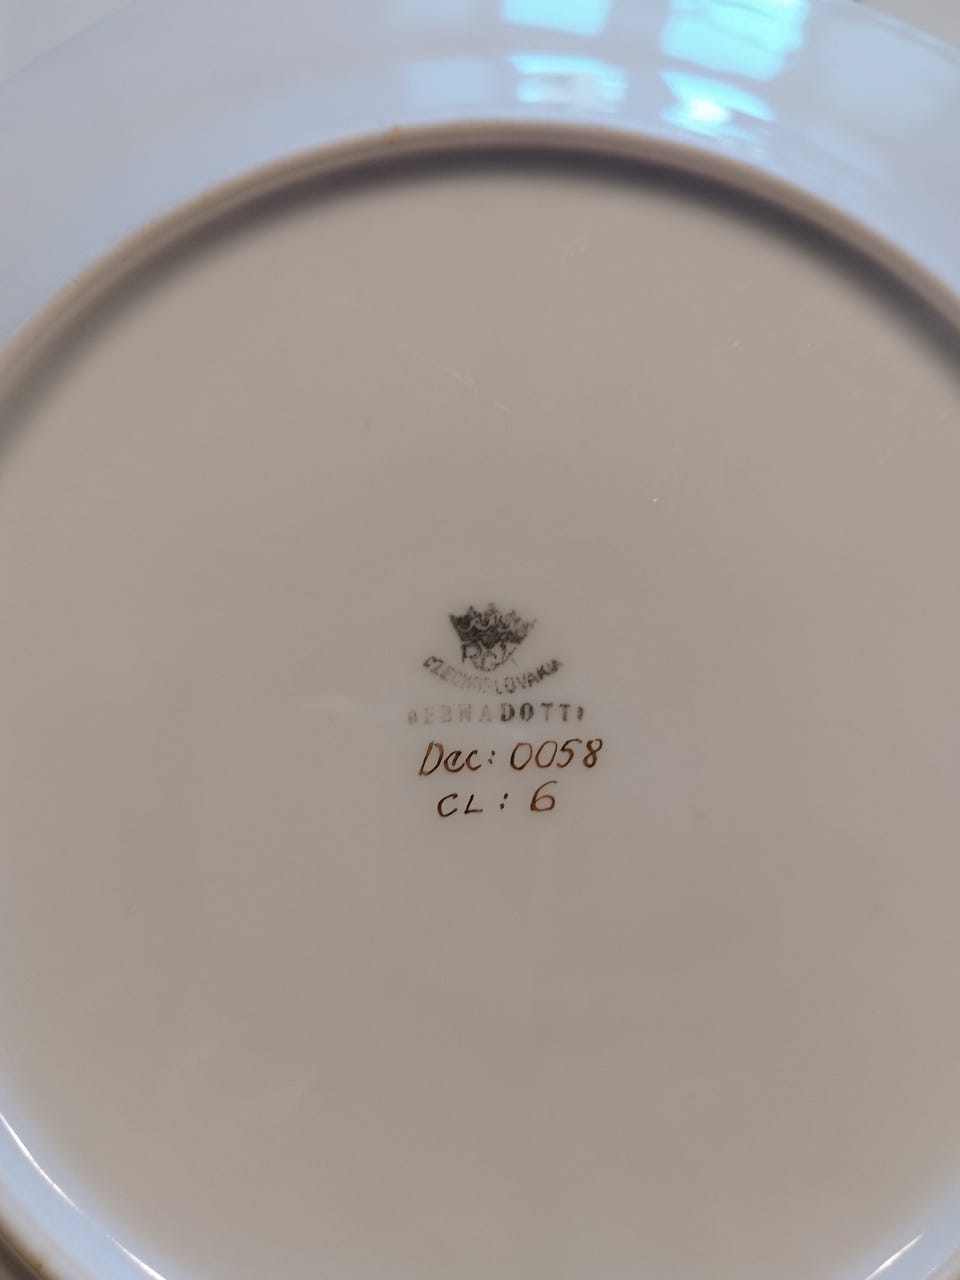 CZECHOSLOVAKIA
BERNADOTTE
Dec: 0058
CL: 6